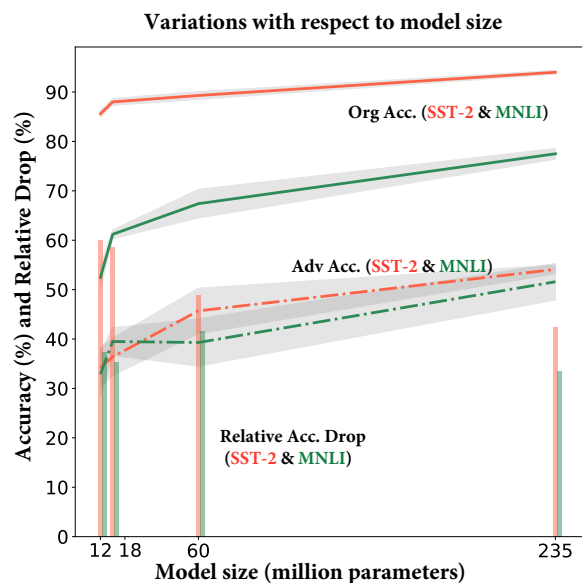 Variations with respect to model size
Accuracy (%) and Relative Drop (%)
90
80
70
60
50
40
30
20
10
0
Org Acc. (SST-2 & MNLI)
Adv Acc. (SST-2 & MNLI)
Relative Acc. Drop
(SST-2 & MNLI)
12 18 60 235
Model size (million parameters)